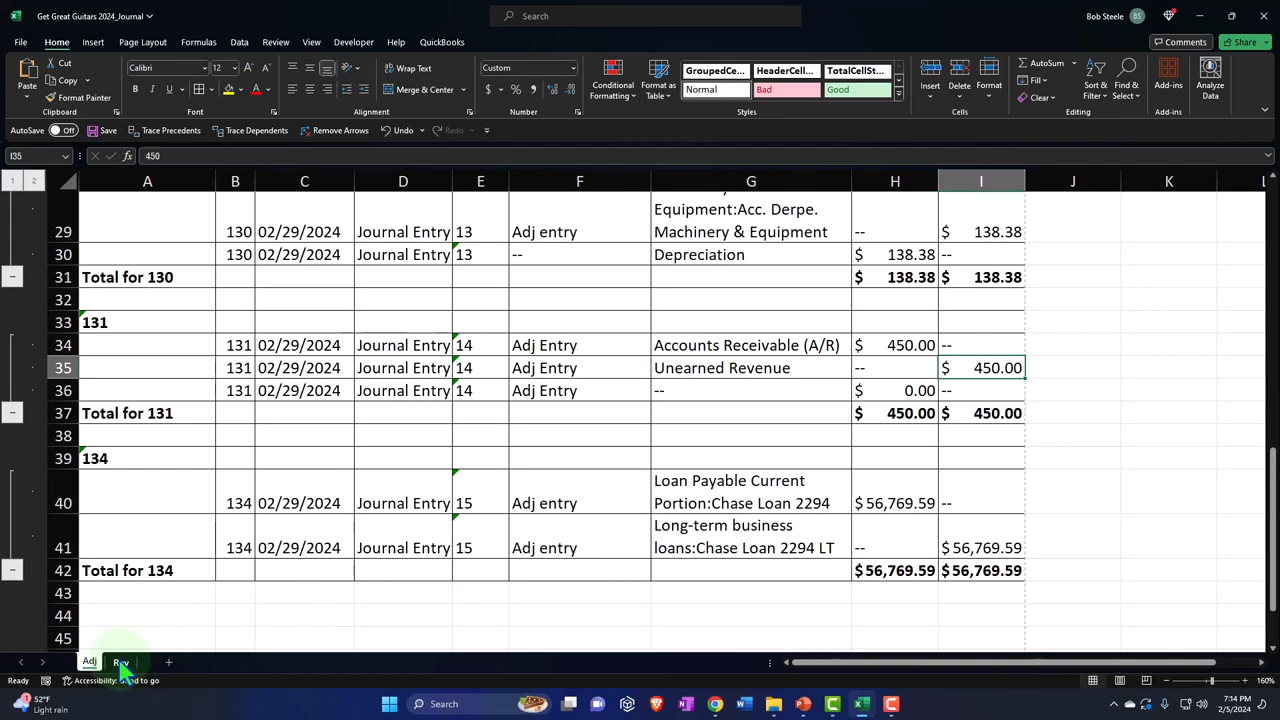 Get Great Guitars 2024_Journal
Search
Bob Steele
BS
File Home Insert Page Layout Formulas Data Review View Developer Help QuickBooks
Comments Share
Cut
Copy
Format Painter
Paste
Clipboard
Calibri 12
B I U
Font
Wrap Text
Merge & Center
Alignment
Custom
Number
Conditional Formatting
Format as Table
GroupedCe... HeaderCell... TotalCellSt...
Normal Bad Good
Styles
Insert Delete Format
Cells
AutoSum
Fill
Clear
Sort & Filter
Find & Select
Editing
Add-ins
Add-ins
Analyze Data
AutoSave Off Save Trace Precedents Trace Dependents Remove Arrows Undo Redo
I35 fx 450
1 2 A B C D E F G H I J K L
29 130 02/29/2024 Journal Entry 13 Adj entry Equipment:Acc. Derpe. Machinery & Equipment -- $ 138.38
30 130 02/29/2024 Journal Entry 13 -- Depreciation $ 138.38 --
31 Total for 130 $ 138.38 $ 138.38
32
33 131
34 131 02/29/2024 Journal Entry 14 Adj Entry Accounts Receivable (A/R) $ 450.00 --
35 131 02/29/2024 Journal Entry 14 Adj Entry Unearned Revenue -- $ 450.00
36 131 02/29/2024 Journal Entry 14 Adj Entry -- $ 0.00 --
37 Total for 131 $ 450.00 $ 450.00
38
39 134
40 134 02/29/2024 Journal Entry 15 Adj entry Loan Payable Current Portion:Chase Loan 2294 $ 56,769.59 --
41 134 02/29/2024 Journal Entry 15 Adj entry Long-term business loans:Chase Loan 2294 LT -- $ 56,769.59
42 Total for 134 $ 56,769.59 $ 56,769.59
43
44
45
Adj
Ready Accessibility: Good to go 160%
52°F
Light rain
Search
7:14 PM
2/5/2024